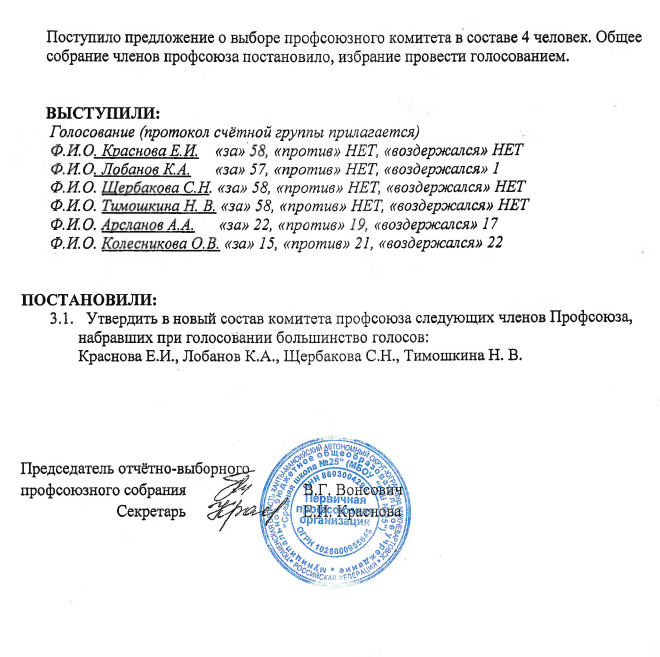 Поступило предложение о выборе профсоюзного комитета в составе 4 человек. Общее
собрание членов профсоюза постановило, избрание провести голосованием.
ВЫСТУПИЛИ:
Голосование (протокол счётной группы прилагается)
Ф.И.О. Краснова Е.И. «за» 58, «против» НЕТ, «воздержался» НЕТ
Ф.И.О. Лобанов К.А. «за» 57, «против» НЕТ, «воздержался» 1
Ф.И.О. Щербакова С.Н. «за» 58, «против» НЕТ, «воздержался» НЕТ
Ф.И.О. Тимошкина Н. В. «за» 58, «против» НЕТ, «воздержался» НЕТ
Ф.И.О. Арсланов А.А. «за» 22, «против» 19, «воздержался» 17
Ф.И.О. Колесникова О.В. «за» 15, «против» 21, «воздержался» 22
ПОСТАНОВИЛИ:
3.1. Утвердить в новый состав комитета профсоюза следующих членов Профсоюза,
набравших при голосовании большинство голосов:
Краснова Е.И., Лобанов К.А., Щербакова С.Н., Тимошкина Н. В.
Председатель отчётно-выборного
профсоюзного собрания В.Г. Вонсович
Секретарь Е.И. Краснова
Первичная
профсоюзная
организация
"Средняя школа №25"
РОССИЙСКАЯ ФЕДЕРАЦИЯ